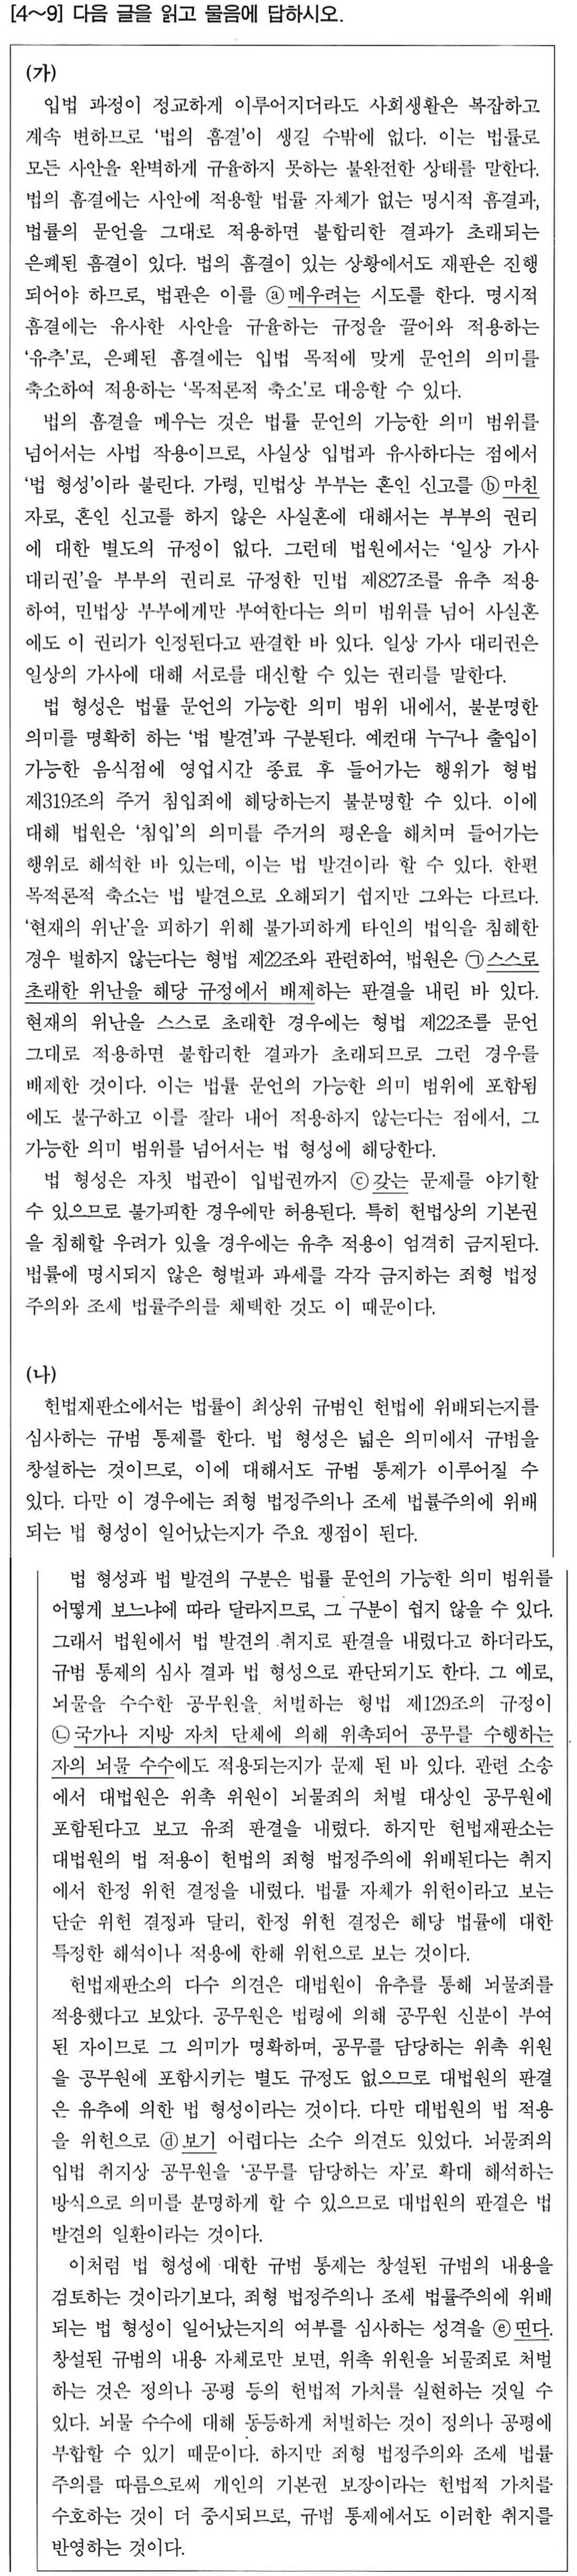 [4～9] 다음 글을 읽고 물음에 답하시오.
(가)
입법 과정이 정교하게 이루어지더라도 사회생활은 복잡하고
계속 변하므로 ‘법의 흠결’이 생길 수밖에 없다. 이는 법률로
모든 사안을 완벽하게 규율하지 못하는 불완전한 상태를 말한다.
법의 흠결에는 사안에 적용할 법률 자체가 없는 명시적 흠결과,
법률의 문언을 그대로 적용하면 불합리한 결과가 초래되는
은폐된 흠결이 있다. 법의 흠결이 있는 상황에서도 재판은 진행
되어야 하므로, 법관은 이를 ⓐ메우려는 시도를 한다. 명시적
흠결에는 유사한 사안을 규율하는 규정을 끌어와 적용하는
‘유추’로, 은폐된 흠결에는 입법 목적에 맞게 문언의 의미를
축소하여 적용하는 ‘목적론적 축소’로 대응할 수 있다.
법의 흠결을 메우는 것은 법률 문언의 가능한 의미 범위를
넘어서는 사법 작용이므로, 사실상 입법과 유사하다는 점에서
‘법 형성’이라 불린다. 가령, 민법상 부부는 혼인 신고를 ⓑ마친
자로, 혼인 신고를 하지 않은 사실혼에 대해서는 부부의 권리
에 대한 별도의 규정이 없다. 그런데 법원에서는 ‘일상 가사
대리권’을 부부의 권리로 규정한 민법 제827조를 유추 적용
하여, 민법상 부부에게만 부여한다는 의미 범위를 넘어 사실혼
에도 이 권리가 인정된다고 판결한 바 있다. 일상 가사 대리권은
일상의 가사에 대해 서로를 대신할 수 있는 권리를 말한다.
법 형성은 법률 문언의 가능한 의미 범위 내에서, 불분명한
의미를 명확히 하는 ‘법 발견’과 구분된다. 예컨대 누구나 출입이
가능한 음식점에 영업시간 종료 후 들어가는 행위가 형법
제319조의 주거 침입죄에 해당하는지 불분명할 수 있다. 이에
대해 법원은 ‘침입’의 의미를 주거의 평온을 해치며 들어가는
행위로 해석한 바 있는데, 이는 법 발견이라 할 수 있다. 한편
목적론적 축소는 법 발견으로 오해되기 쉽지만 그와는 다르다.
‘현재의 위난’을 피하기 위해 불가피하게 타인의 법익을 침해한
경우 벌하지 않는다는 형법 제22조와 관련하여, 법원은 ㉠스스로
초래한 위난을 해당 규정에서 배제하는 판결을 내린 바 있다.
현재의 위난을 스스로 초래한 경우에는 형법 제22조를 문언
그대로 적용하면 불합리한 결과가 초래되므로 그런 경우를
배제한 것이다. 이는 법률 문언의 가능한 의미 범위에 포함됨
에도 불구하고 이를 잘라 내어 적용하지 않는다는 점에서, 그
가능한 의미 범위를 넘어서는 법 형성에 해당한다.
법 형성은 자칫 법관이 입법권까지 ⓒ갖는 문제를 야기할
수 있으므로 불가피한 경우에만 허용된다. 특히 헌법상의 기본권
을 침해할 우려가 있을 경우에는 유추 적용이 엄격히 금지된다.
법률에 명시되지 않은 형벌과 과세를 각각 금지하는 죄형 법정
주의와 조세 법률주의를 채택한 것도 이 때문이다.
(나)
헌법재판소에서는 법률이 최상위 규범인 헌법에 위배되는지를
심사하는 규범 통제를 한다. 법 형성은 넓은 의미에서 규범을
창설하는 것이므로, 이에 대해서도 규범 통제가 이루어질 수
있다. 다만 이 경우에는 죄형 법정주의나 조세 법률주의에 위배
되는 법 형성이 일어났는지가 주요 쟁점이 된다.
법 형성과 법 발견의 구분은 법률 문언의 가능한 의미 범위를
어떻게 보느냐에 따라 달라지므로, 그 구분이 쉽지 않을 수 있다.
그래서 법원에서 법 발견의 취지로 판결을 내렸다고 하더라도,
규범 통제의 심사 결과 법 형성으로 판단되기도 한다. 그 예로,
뇌물을 수수한 공무원을 처벌하는 형법 제129조의 규정이
㉡국가나 지방 자치 단체에 의해 위촉되어 공무를 수행하는
자의 뇌물 수수에도 적용되는지가 문제 된 바 있다. 관련 소송
에서 대법원은 위촉 위원이 뇌물죄의 처벌 대상인 공무원에
포함된다고 보고 유죄 판결을 내렸다. 하지만 헌법재판소는
대법원의 법 적용이 헌법의 죄형 법정주의에 위배된다는 취지
에서 한정 위헌 결정을 내렸다. 법률 자체가 위헌이라고 보는
단순 위헌 결정과 달리, 한정 위헌 결정은 해당 법률에 대한
특정한 해석이나 적용에 한해 위헌으로 보는 것이다.
헌법재판소의 다수 의견은 대법원이 유추를 통해 뇌물죄를
적용했다고 보았다. 공무원은 법령에 의해 공무원 신분이 부여
된 자이므로 그 의미가 명확하며, 공무를 담당하는 위촉 위원
을 공무원에 포함시키는 별도 규정도 없으므로 대법원의 판결
은 유추에 의한 법 형성이라는 것이다. 다만 대법원의 법 적용
을 위헌으로 ⓓ보기 어렵다는 소수 의견도 있었다. 뇌물죄의
입법 취지상 공무원을 ‘공무를 담당하는 자’로 확대 해석하는
방식으로 의미를 분명하게 할 수 있으므로 대법원의 판결은 법
발견의 일환이라는 것이다.
이처럼 법 형성에 대한 규범 통제는 창설된 규범의 내용을
검토하는 것이라기보다, 죄형 법정주의나 조세 법률주의에 위배
되는 법 형성이 일어났는지의 여부를 심사하는 성격을 ⓔ띤다.
창설된 규범의 내용 자체로만 보면, 위촉 위원을 뇌물죄로 처벌
하는 것은 정의나 공평 등의 헌법적 가치를 실현하는 것일 수
있다. 뇌물 수수에 대해 동등하게 처벌하는 것이 정의나 공평에
부합할 수 있기 때문이다. 하지만 죄형 법정주의와 조세 법률
주의를 따름으로써 개인의 기본권 보장이라는 헌법적 가치를
수호하는 것이 더 중시되므로, 규범 통제에서도 이러한 취지를
반영하는 것이다.